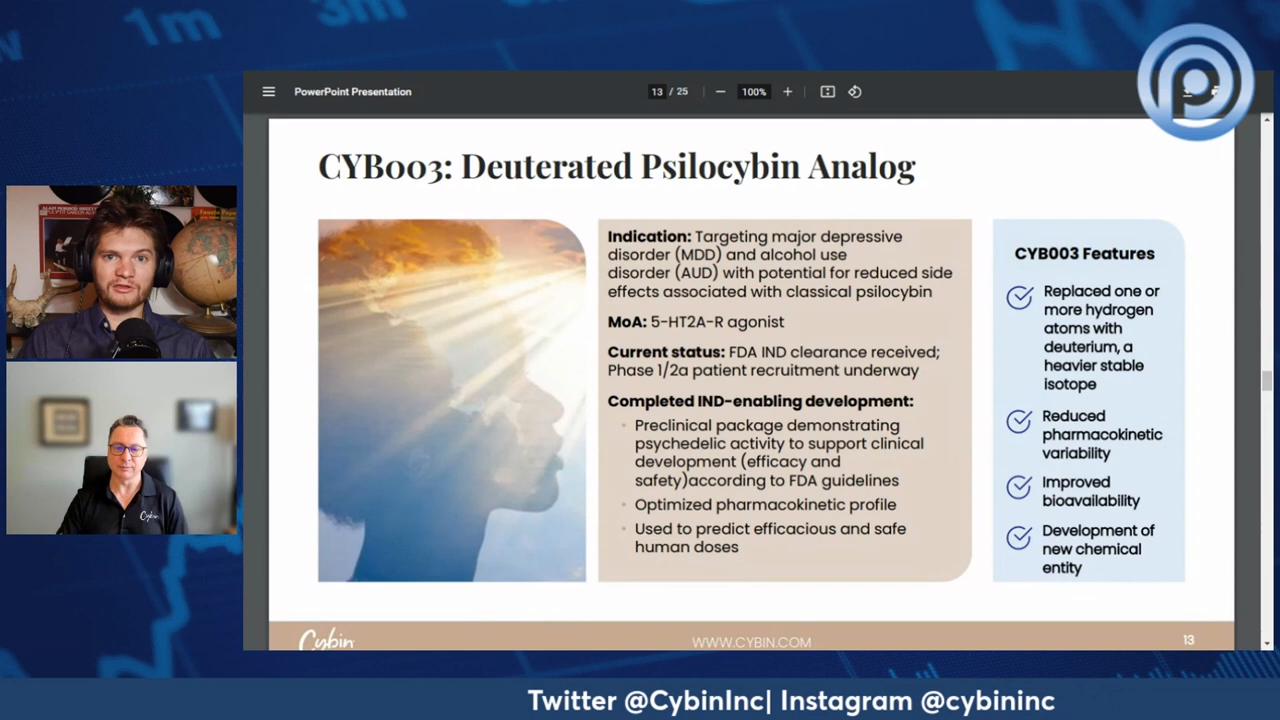 1m
3m
PowerPoint Presentation
13 / 25
100%
CYB003: Deuterated Psilocybin Analog
Indication: Targeting major depressive
disorder (MDD) and alcohol use
disorder (AUD) with potential for reduced side
effects associated with classical psilocybin
MoA: 5-HT2A-R agonist
Current status: FDA IND clearance received;
Phase 1/2a patient recruitment underway
Completed IND-enabling development:
Preclinical package demonstrating
psychedelic activity to support clinical
development (efficacy and
safety)according to FDA guidelines
Optimized pharmacokinetic profile
Used to predict efficacious and safe
human doses
CYB003 Features
Replaced one or
more hydrogen
atoms with
deuterium, a
heavier stable
isotope
Reduced
pharmacokinetic
variability
Improved
bioavailability
Development of
new chemical
entity
Cybin
Cybin
WWW.CYBIN.COM
13
Twitter @CybinInc| Instagram @cybininc